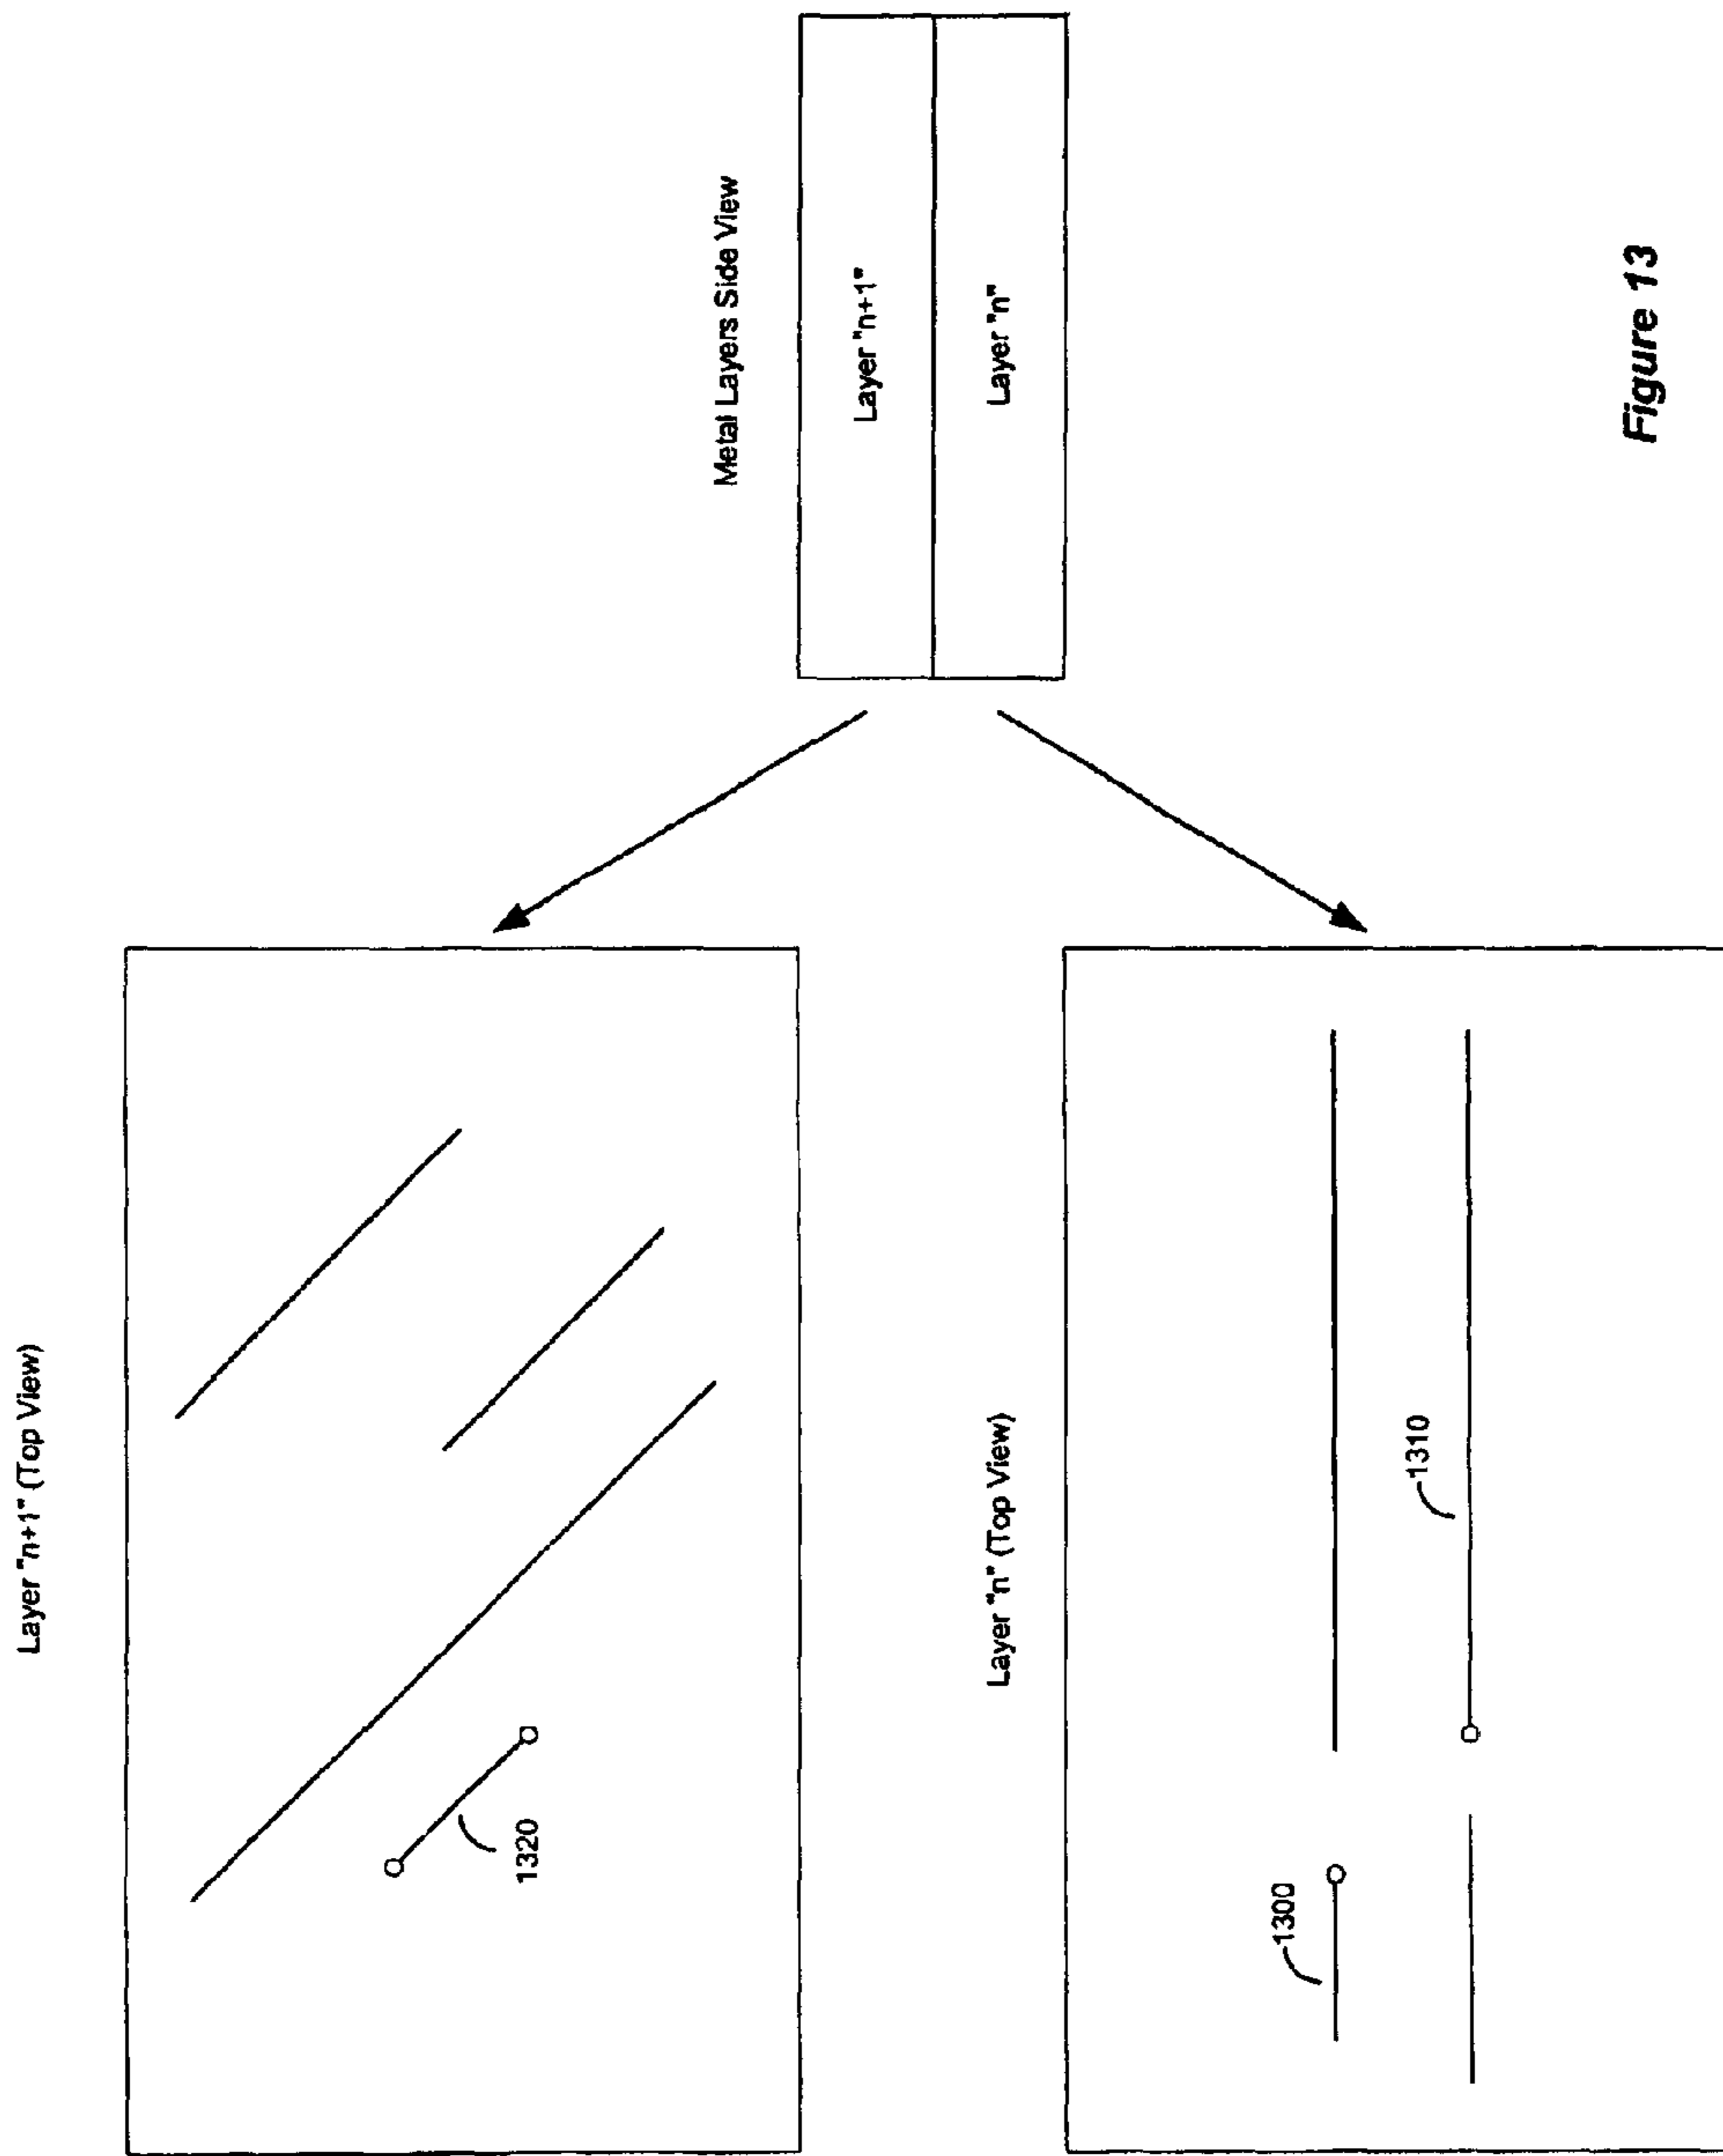 Layer "n+1" (Top View)
1320
Layer "n" (Top View)
1300
1310
Metal Layers Side View
Layer "n+1"
Layer "n"
Figure 13